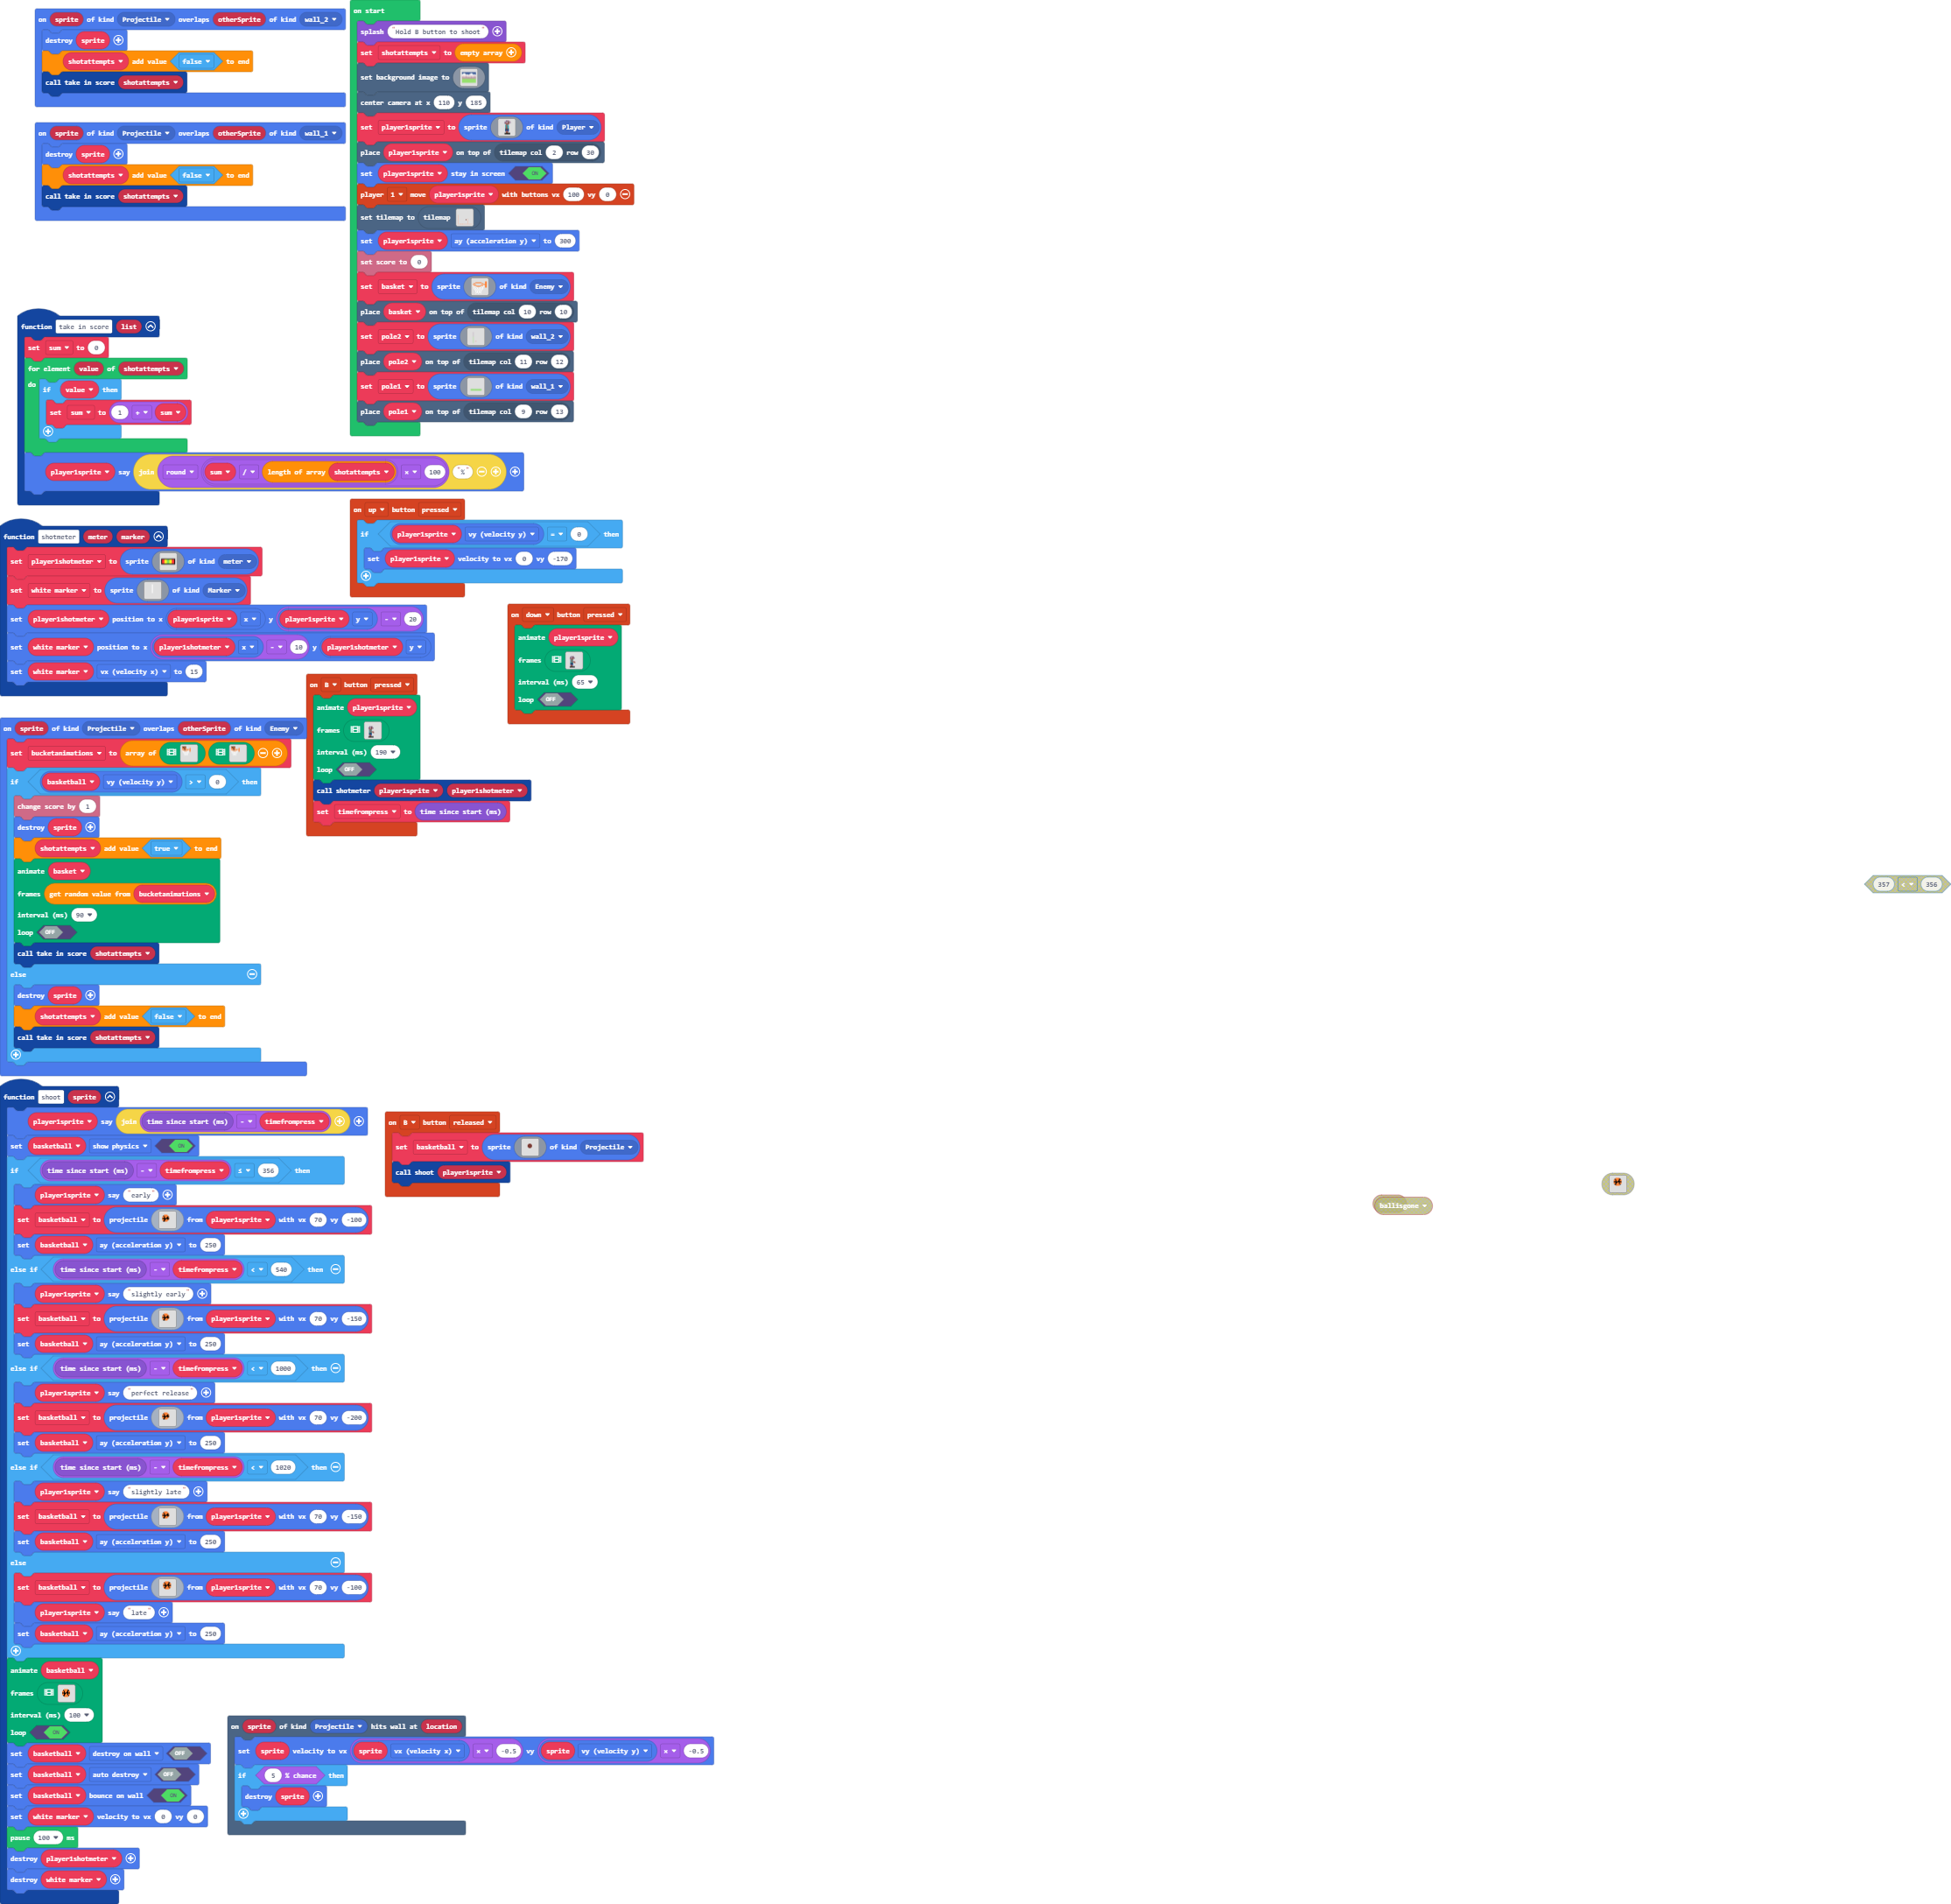 on sprite of kind Projectile overlaps otherSprite of kind wall_2
destroy sprite
shotattempts add value false to end
call take in score shotattempts
on sprite of kind Projectile overlaps otherSprite of kind wall_1
destroy sprite
shotattempts add value false to end
call take in score shotattempts
on start
splash "Hold B button to shoot"
set shotattempts to empty array
set background image to
center camera at x 110 y 185
set player1sprite to sprite of kind Player
place player1sprite on top of tilemap col 2 row 30
set player1sprite stay in screen ON
player 1 move player1sprite with buttons vx 100 vy 0
set tilemap to tilemap
set player1sprite ay (acceleration y) to 300
set score to 0
set basket to sprite of kind Enemy
place basket on top of tilemap col 10 row 10
set pole2 to sprite of kind wall_2
place pole2 on top of tilemap col 11 row 12
set pole1 to sprite of kind wall_1
place pole1 on top of tilemap col 9 row 13
function take in score list
set sum to 0
for element value of shotattempts
do if value then
set sum to 1 + sum
player1sprite say join round sum / length of array shotattempts × 100 "%"
on up button pressed
if player1sprite vy (velocity y) = 0 then
set player1sprite velocity to vx 0 vy -170
function shotmeter meter marker
set player1shotmeter to sprite of kind meter
set white marker to sprite of kind Marker
set player1shotmeter position to x player1sprite x y player1sprite y - 20
set white marker position to x player1shotmeter x - 10 y player1shotmeter y
set white marker vx (velocity x) to 15
on down button pressed
animate player1sprite
frames
interval (ms) 65
loop OFF
on B button pressed
animate player1sprite
frames
interval (ms) 190
loop OFF
call shotmeter player1sprite player1shotmeter
set timefrompress to time since start (ms)
on sprite of kind Projectile overlaps otherSprite of kind Enemy
set bucketanimations to array of
if basketball vy (velocity y) > 0 then
change score by 1
destroy sprite
shotattempts add value true to end
animate basket
frames get random value from bucketanimations
interval (ms) 90
loop OFF
call take in score shotattempts
else
destroy sprite
shotattempts add value false to end
call take in score shotattempts
357 < 356
function shoot sprite
player1sprite say join time since start (ms) - timefrompress
set basketball show physics ON
if time since start (ms) - timefrompress ≤ 356 then
player1sprite say "early"
set basketball to projectile from player1sprite with vx 70 vy -100
set basketball ay (acceleration y) to 250
else if time since start (ms) - timefrompress < 540 then
player1sprite say "slightly early"
set basketball to projectile from player1sprite with vx 70 vy -150
set basketball ay (acceleration y) to 250
else if time since start (ms) - timefrompress < 1000 then
player1sprite say "perfect release"
set basketball to projectile from player1sprite with vx 70 vy -200
set basketball ay (acceleration y) to 250
else if time since start (ms) - timefrompress < 1020 then
player1sprite say "slightly late"
set basketball to projectile from player1sprite with vx 70 vy -150
set basketball ay (acceleration y) to 250
else
set basketball to projectile from player1sprite with vx 70 vy -100
player1sprite say "late"
set basketball ay (acceleration y) to 250
animate basketball
frames
interval (ms) 100
loop ON
set basketball destroy on wall OFF
set basketball auto destroy OFF
set basketball bounce on wall ON
set white marker velocity to vx 0 vy 0
pause 100 ms
destroy player1shotmeter
destroy white marker
on B button released
set basketball to sprite of kind Projectile
call shoot player1sprite
ballisgone
on sprite of kind Projectile hits wall at location
set sprite velocity to vx sprite vx (velocity x) × -0.5 vy sprite vy (velocity y) × -0.5
if 5 % chance then
destroy sprite